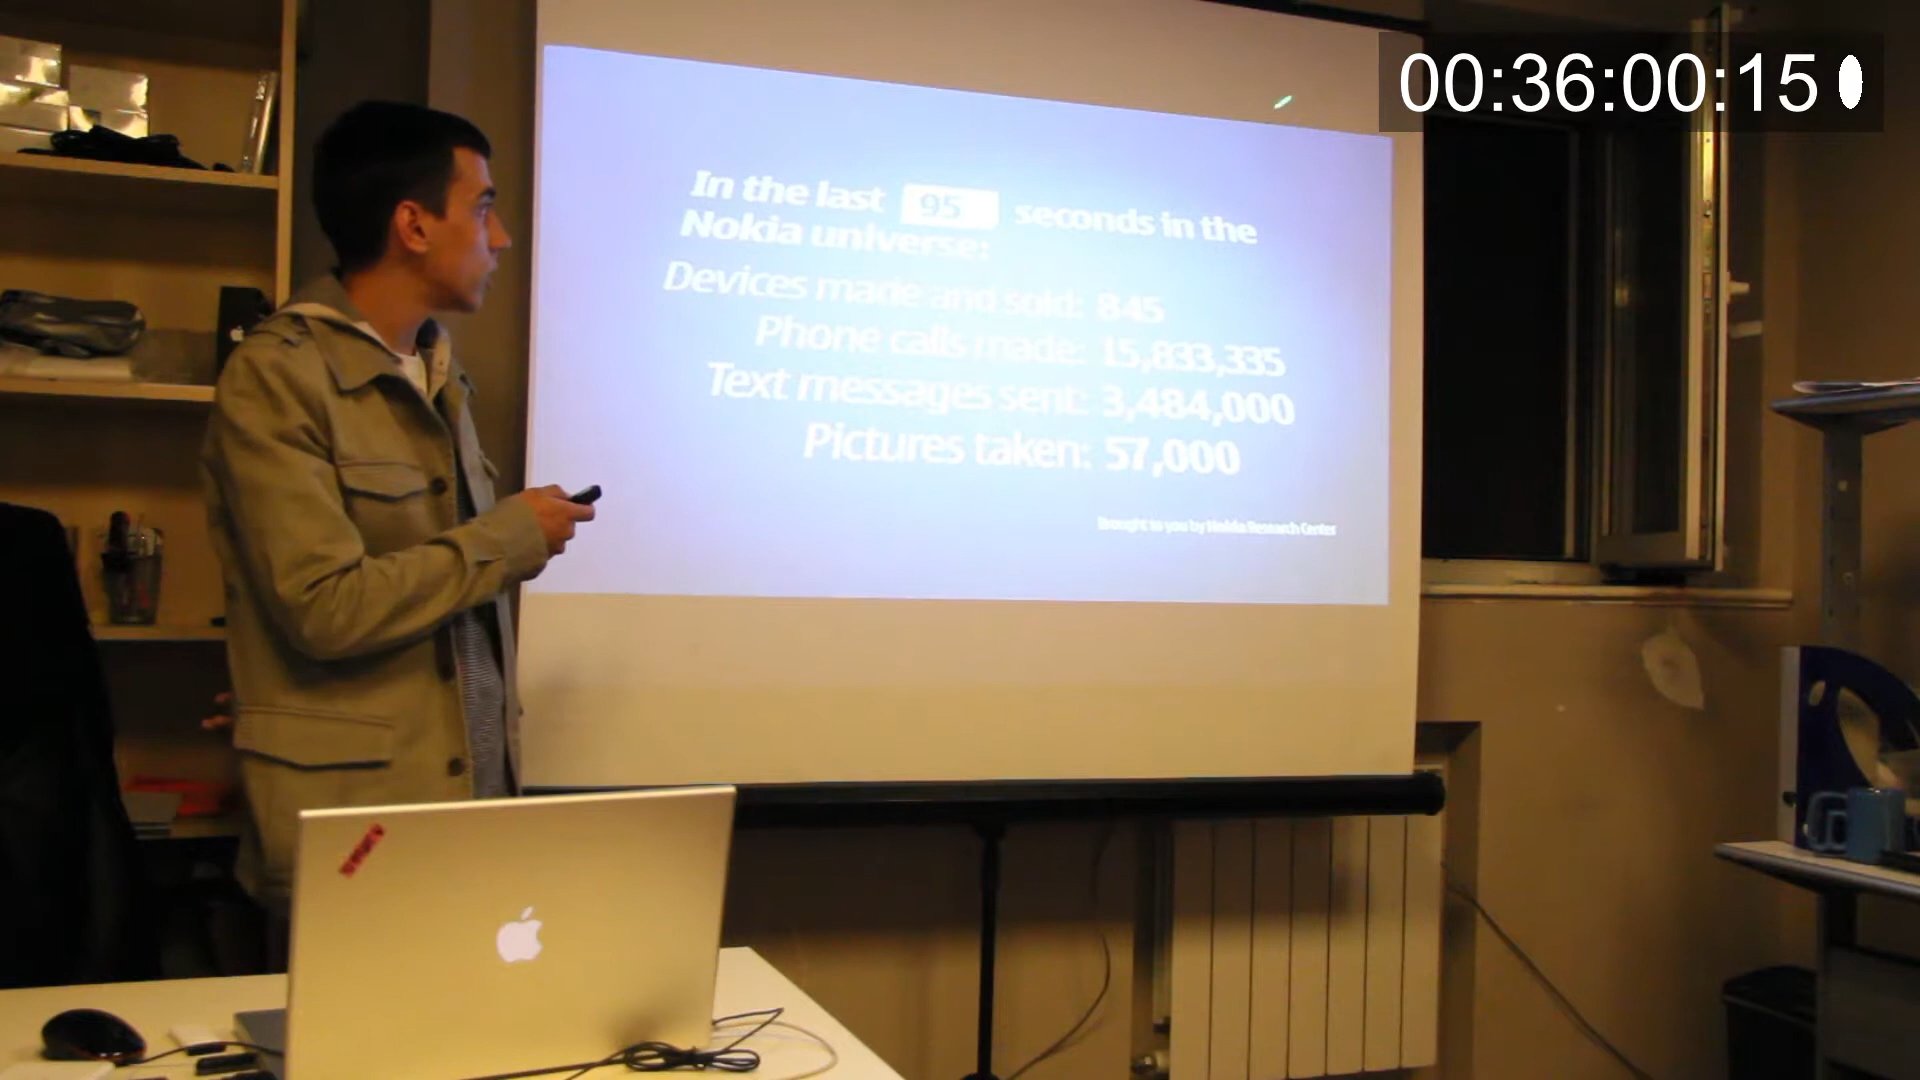 00:36:00:15
In the last 95 seconds in the
Nokia universe:
Devices made and sold: 845
Phone calls made: 15,833,335
Text messages sent: 3,484,000
Pictures taken: 57,000
Brought to you by Nokia Research Center